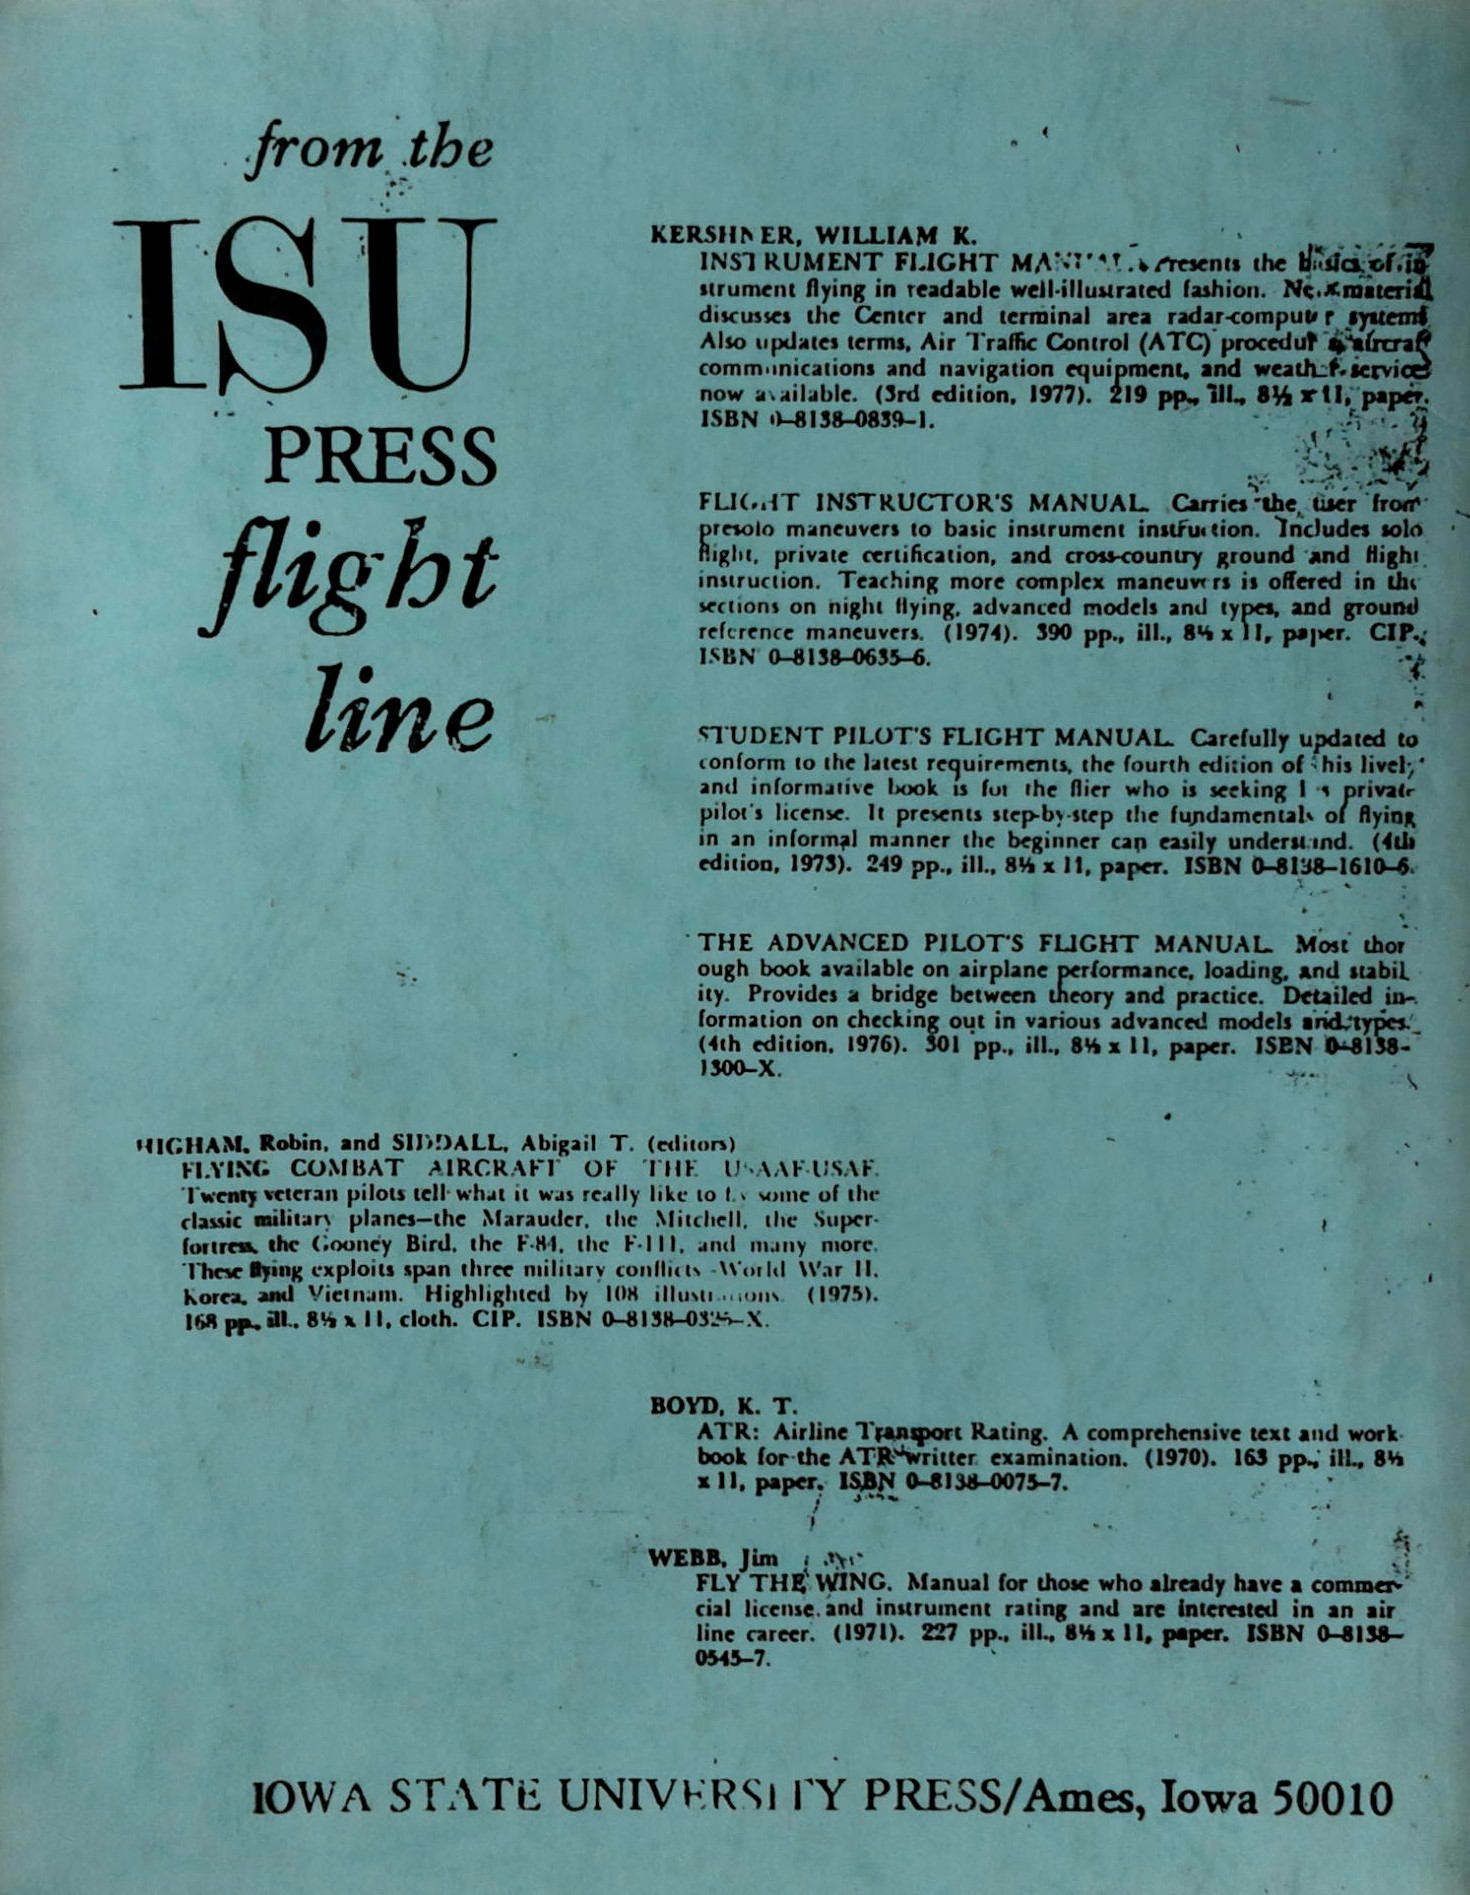 from the
ISU
PRESS
flight
line
KERSHNER, WILLIAM K.
INSTRUMENT FLIGHT MANUAL. Presents the basics of in-
strument flying in readable well-illustrated fashion. New material
discusses the Center and terminal area radar-computer systems.
Also updates terms, Air Traffic Control (ATC) procedures, aircraft
communications and navigation equipment, and weather services
now available. (3rd edition, 1977). 219 pp., ill., 8½ x 11, paper.
ISBN 0–8138–0839–1.
FLIGHT INSTRUCTOR'S MANUAL. Carries the user from
presolo maneuvers to basic instrument instruction. Includes solo
flight, private certification, and cross-country ground and flight
instruction. Teaching more complex maneuvers is offered in the
sections on night flying, advanced models and types, and ground
reference maneuvers. (1974). 390 pp., ill., 8½ x 11, paper. CIP.
ISBN 0–8138–0635–6.
STUDENT PILOT'S FLIGHT MANUAL. Carefully updated to
conform to the latest requirements, the fourth edition of this lively
and informative book is for the flier who is seeking private
pilot's license. It presents step-by-step the fundamentals of flying
in an informal manner the beginner can easily understand. (4th
edition, 1973). 249 pp., ill., 8½ x 11, paper. ISBN 0–8138–1610–6.
THE ADVANCED PILOT'S FLIGHT MANUAL. Most thor
ough book available on airplane performance, loading, and stabil
ity. Provides a bridge between theory and practice. Detailed in-
formation on checking out in various advanced models and types.
(4th edition, 1976). 301 pp., ill., 8½ x 11, paper. ISBN 0–8138–
1300–X.
HIGHAM, Robin, and SIDDALL, Abigail T. (editors)
FLYING COMBAT AIRCRAFT OF THE USAAF-USAF.
Twenty veteran pilots tell what it was really like to fly some of the
classic military planes—the Marauder, the Mitchell, the Super-
fortress, the Gooney Bird, the F-84, the F-111, and many more.
These flying exploits span three military conflicts -World War II,
Korea, and Vietnam. Highlighted by 108 illustrations. (1975).
168 pp., ill., 8½ x 11, cloth. CIP. ISBN
BOYD, K. T.
ATR: Airline Transport Rating. A comprehensive text and work-
book for the ATR written examination. (1970). 163 pp., ill., 8½
x 11, paper. ISBN 0–8138–0075–7.
WEBB, Jim
FLY THE WING. Manual for those who already have a commer-
cial license and instrument rating and are interested in an air
line career. (1971). 227 pp., ill., 8½ x 11, paper. ISBN 0–8138–
0545–7.
IOWA STATE UNIVERSITY PRESS/Ames, Iowa 50010